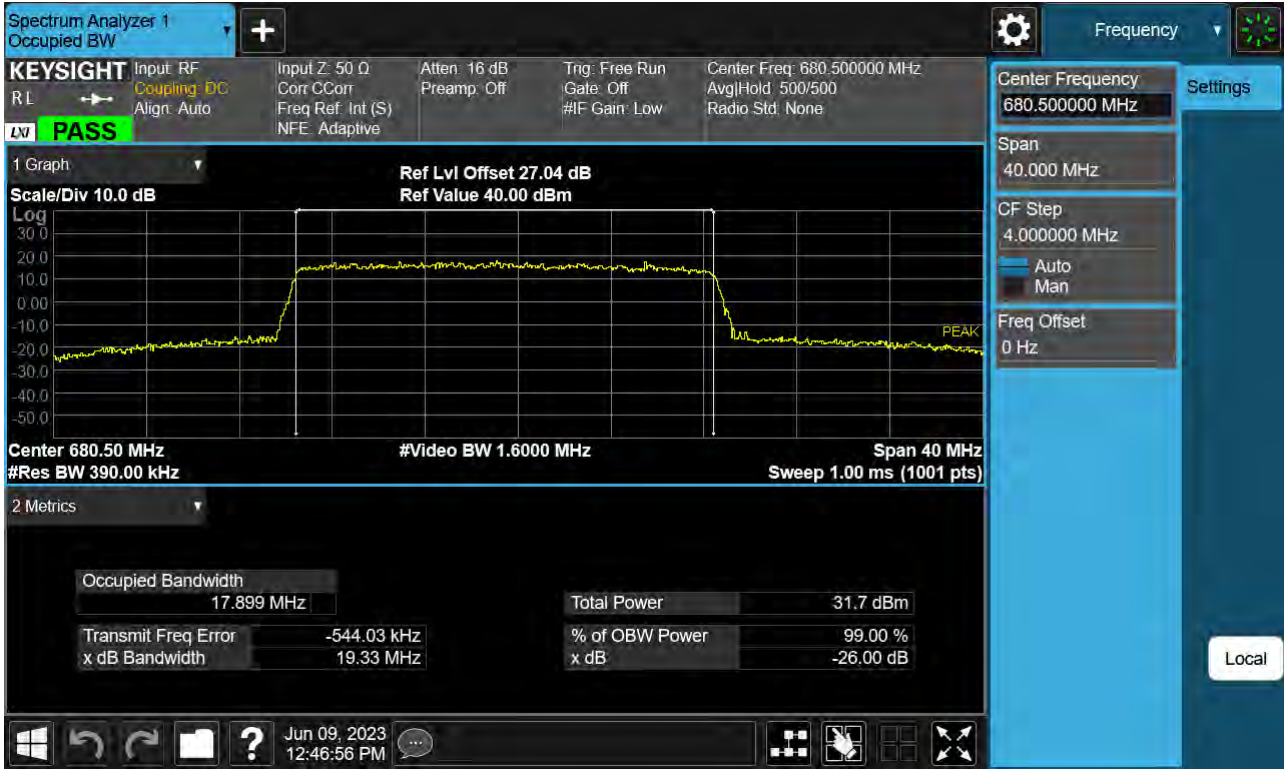 Spectrum Analyzer 1
Occupied BW
+
Frequency
KEYSIGHT
RL
LXI PASS
Input: RF
Coupling: DC
Align: Auto
Input Z: 50 Ω
Corr CCorr
Freq Ref: Int (S)
NFE: Adaptive
Atten: 16 dB
Preamp: Off
Trig: Free Run
Gate: Off
#IF Gain: Low
Center Freq: 680.500000 MHz
Avg|Hold: 500/500
Radio Std: None
Center Frequency
680.500000 MHz
Settings
Span
40.000 MHz
CF Step
4.000000 MHz
Auto
Man
Freq Offset
0 Hz
Local
1 Graph
Scale/Div 10.0 dB
Ref Lvl Offset 27.04 dB
Ref Value 40.00 dBm
Log
30.0
20.0
10.0
0.00
-10.0
-20.0
-30.0
-40.0
-50.0
PEAK
Center 680.50 MHz
#Video BW 1.6000 MHz
Span 40 MHz
#Res BW 390.00 kHz
Sweep 1.00 ms (1001 pts)
2 Metrics
Occupied Bandwidth
17.899 MHz
Total Power 31.7 dBm
Transmit Freq Error -544.03 kHz
% of OBW Power 99.00 %
x dB Bandwidth 19.33 MHz
x dB -26.00 dB
?
Jun 09, 2023
12:46:56 PM